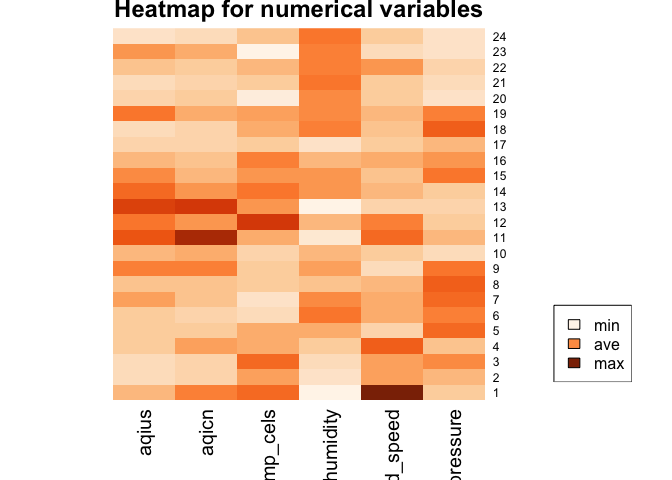 Heatmap for numerical variables
24
23
22
21
20
19
18
17
16
15
14
13
12
11
10
9
8
7
6
5
4
3
2
1
min
ave
max
aqius
aqicn
mp_cels
humidity
d_speed
pressure